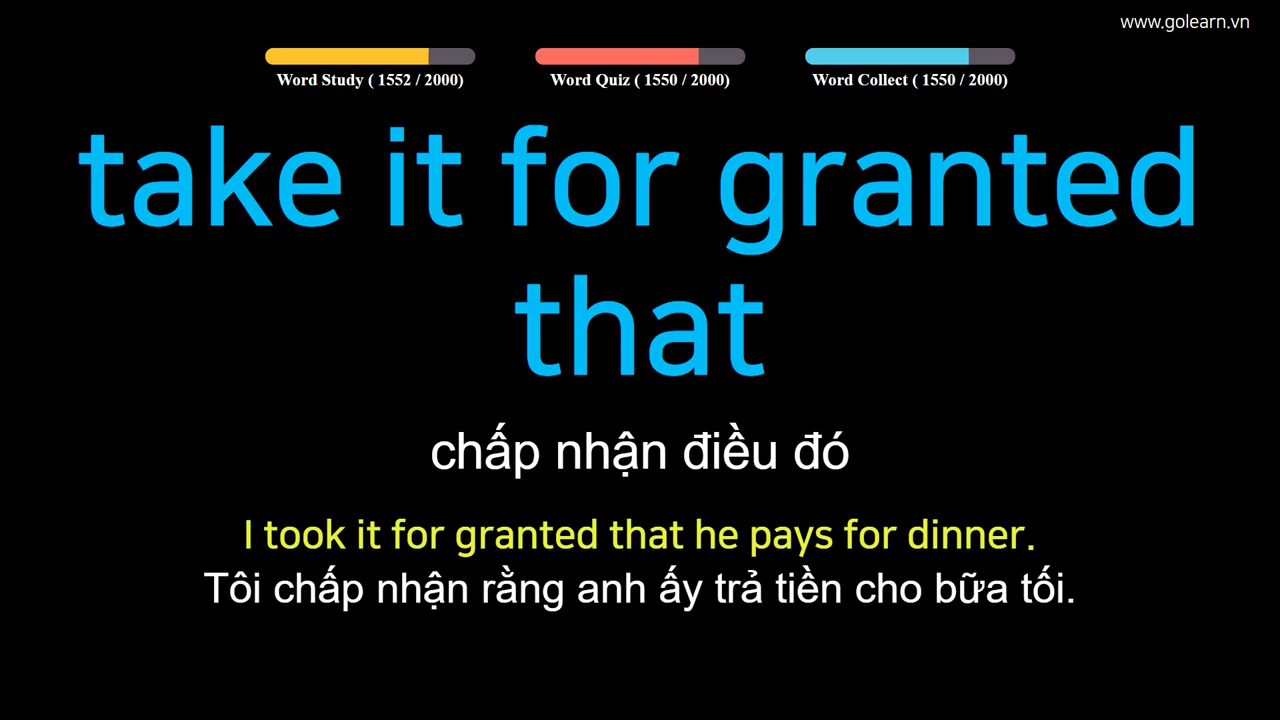 www.golearn.vn
Word Study ( 1552 / 2000)
Word Quiz ( 1550 / 2000)
Word Collect ( 1550 / 2000)
take it for granted
that
chấp nhận điều đó
I took it for granted that he pays for dinner.
Tôi chấp nhận rằng anh ấy trả tiền cho bữa tối.